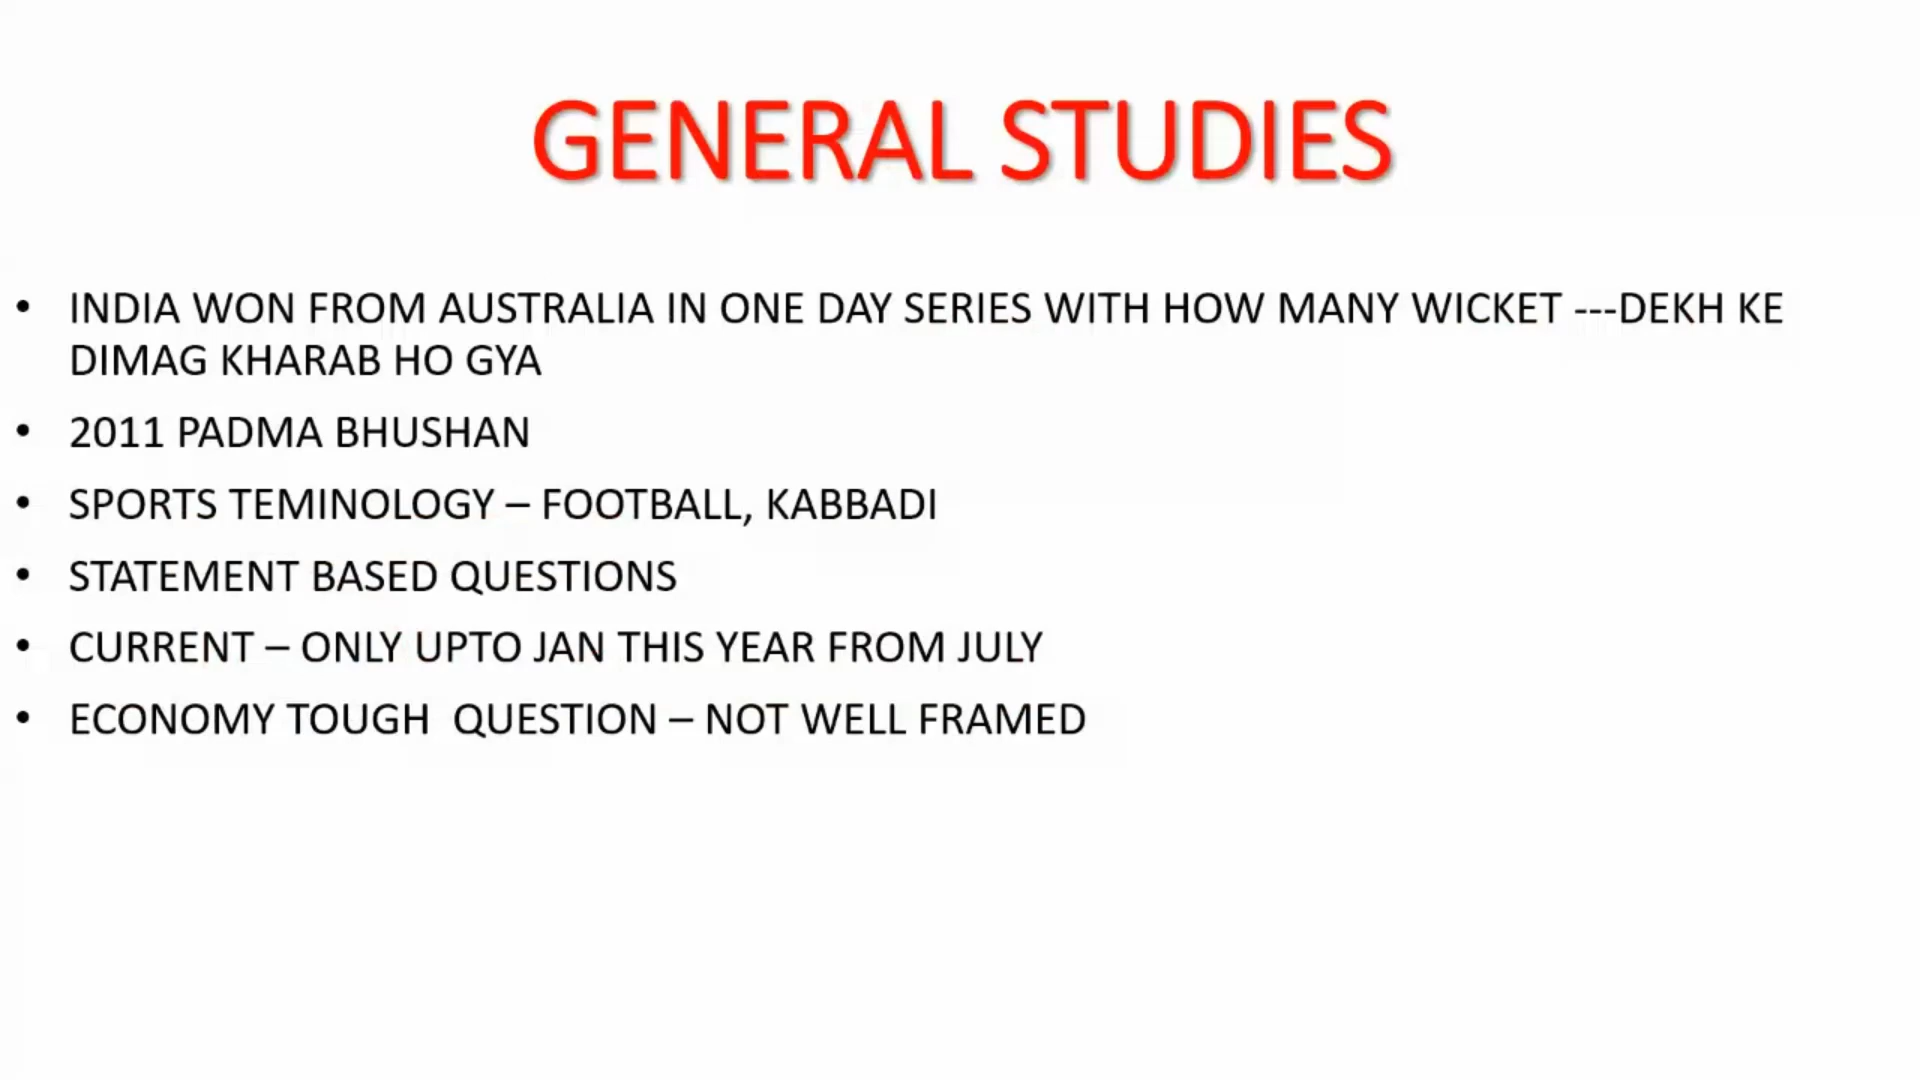 GENERAL STUDIES
• INDIA WON FROM AUSTRALIA IN ONE DAY SERIES WITH HOW MANY WICKET ---DEKH KE
DIMAG KHARAB HO GYA
• 2011 PADMA BHUSHAN
• SPORTS TEMINOLOGY – FOOTBALL, KABBADI
• STATEMENT BASED QUESTIONS
• CURRENT – ONLY UPTO JAN THIS YEAR FROM JULY
• ECONOMY TOUGH  QUESTION – NOT WELL FRAMED